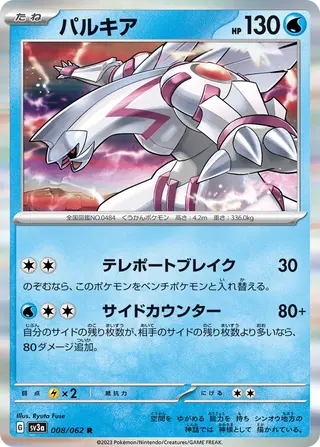 たね
パルキア
HP 130
全国図鑑NO.0484 くうかんポケモン 高さ:4.2m 重さ:336.0kg
テレポートブレイク 30
のぞむなら、このポケモンをベンチポケモンと入れ替える。
サイドカウンター 80+
自分のサイドの残り枚数が、相手のサイドの残り枚数より多いなら、
80ダメージ追加。
弱点 ×2 抵抗力 にげる
Illus. Ryota Fuse
G SV3a 008/062 R
空間を つながりを ゆがめる 能力を 持ち シンオウ地方の
神話では 神として 描かれている。
©2023 Pokémon/Nintendo/Creatures/GAME FREAK.